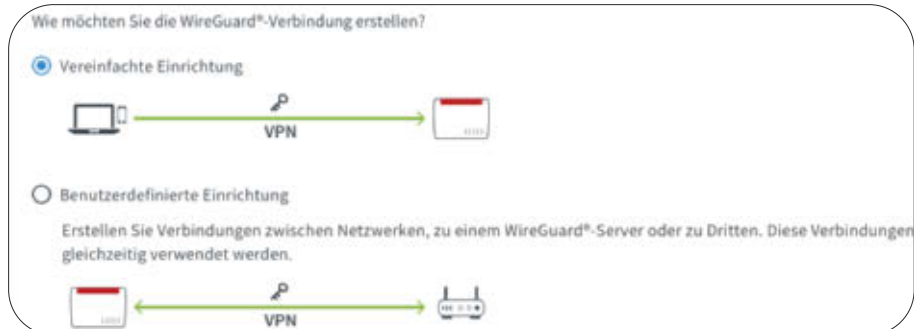 Wie möchten Sie die WireGuard®-Verbindung erstellen?
Vereinfachte Einrichtung
VPN
Benutzerdefinierte Einrichtung
Erstellen Sie Verbindungen zwischen Netzwerken, zu einem WireGuard®-Server oder zu Dritten. Diese Verbindungen
gleichzeitig verwendet werden.
VPN